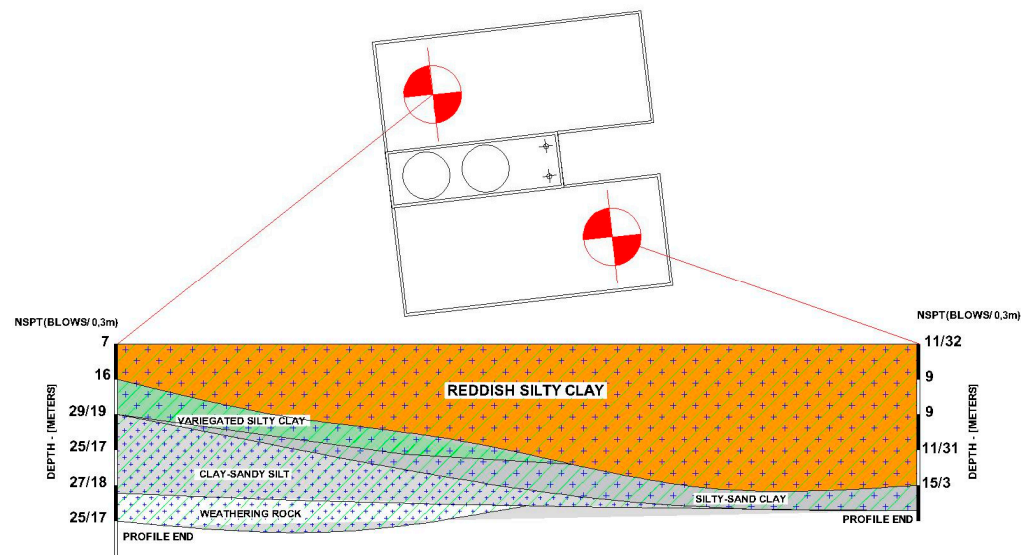 NSPT(BLOWS/ 0,3m)
NSPT(BLOWS/ 0,3m)
7
11/32
16
9
REDDISH SILTY CLAY
29/19
9
VARIEGATED SILTY CLAY
DEPTH - [METERS]
DEPTH - [METERS]
25/17
11/31
CLAY-SANDY SILT
27/18
15/3
SILTY-SAND CLAY
WEATHERING ROCK
25/17
PROFILE END
PROFILE END